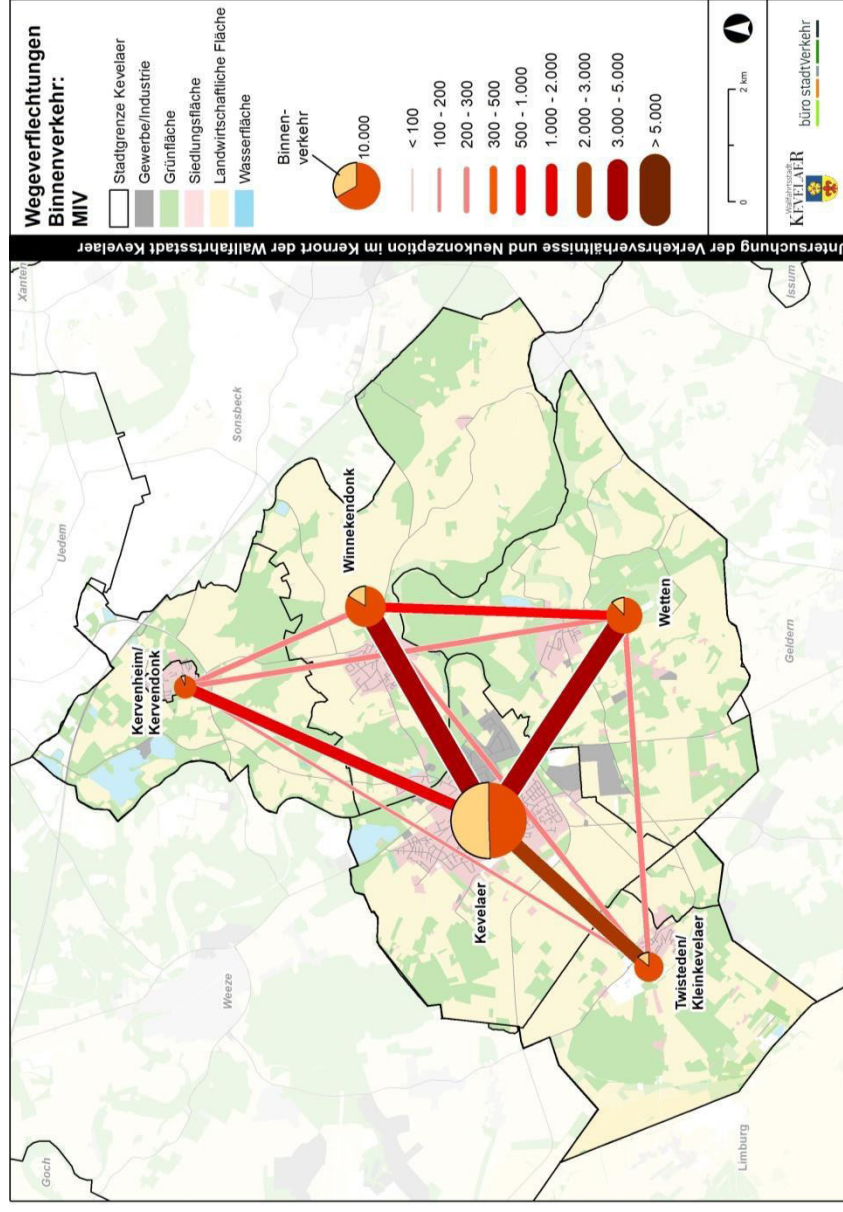 Wegeverflechtungen
Binnenverkehr:
MIV
Stadtgrenze Kevelaer
Gewerbe/Industrie
Grünfläche
Siedlungsfläche
Landwirtschaftliche Fläche
Wasserfläche
Binnen-
verkehr
10.000
< 100
100 - 200
200 - 300
300 - 500
500 - 1.000
1.000 - 2.000
2.000 - 3.000
3.000 - 5.000
> 5.000
0
2 km
Wallfahrtsstadt
KEVELAER
büro stadtVerkehr
Untersuchung der Verkehrsverhältnisse und Neukonzeption im Kernort der Wallfahrtsstadt Kevelaer
Goch
Weeze
Uedem
Xanten
Sonsbeck
Kervenheim/
Kervendonk
Winnekendonk
Kevelaer
Wetten
Twisteden/
Kleinkevelaer
Limburg
Geldern
Issum